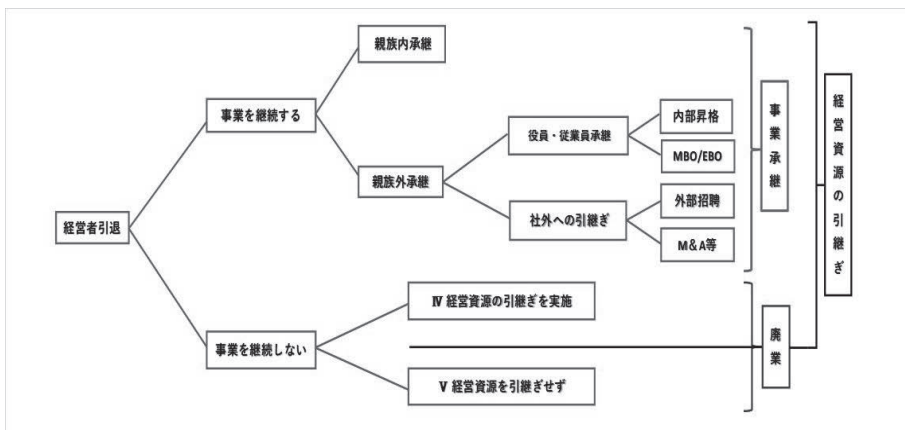 親族内承継
事業を継続する
内部昇格
役員・従業員承継
MBO/EBO
親族外承継
外部招聘
社外への引継ぎ
M&A等
経営者引退
Ⅳ 経営資源の引継ぎを実施
事業を継続しない
Ⅴ 経営資源を引継ぎせず
事業承継
廃業
経営資源の引継ぎ